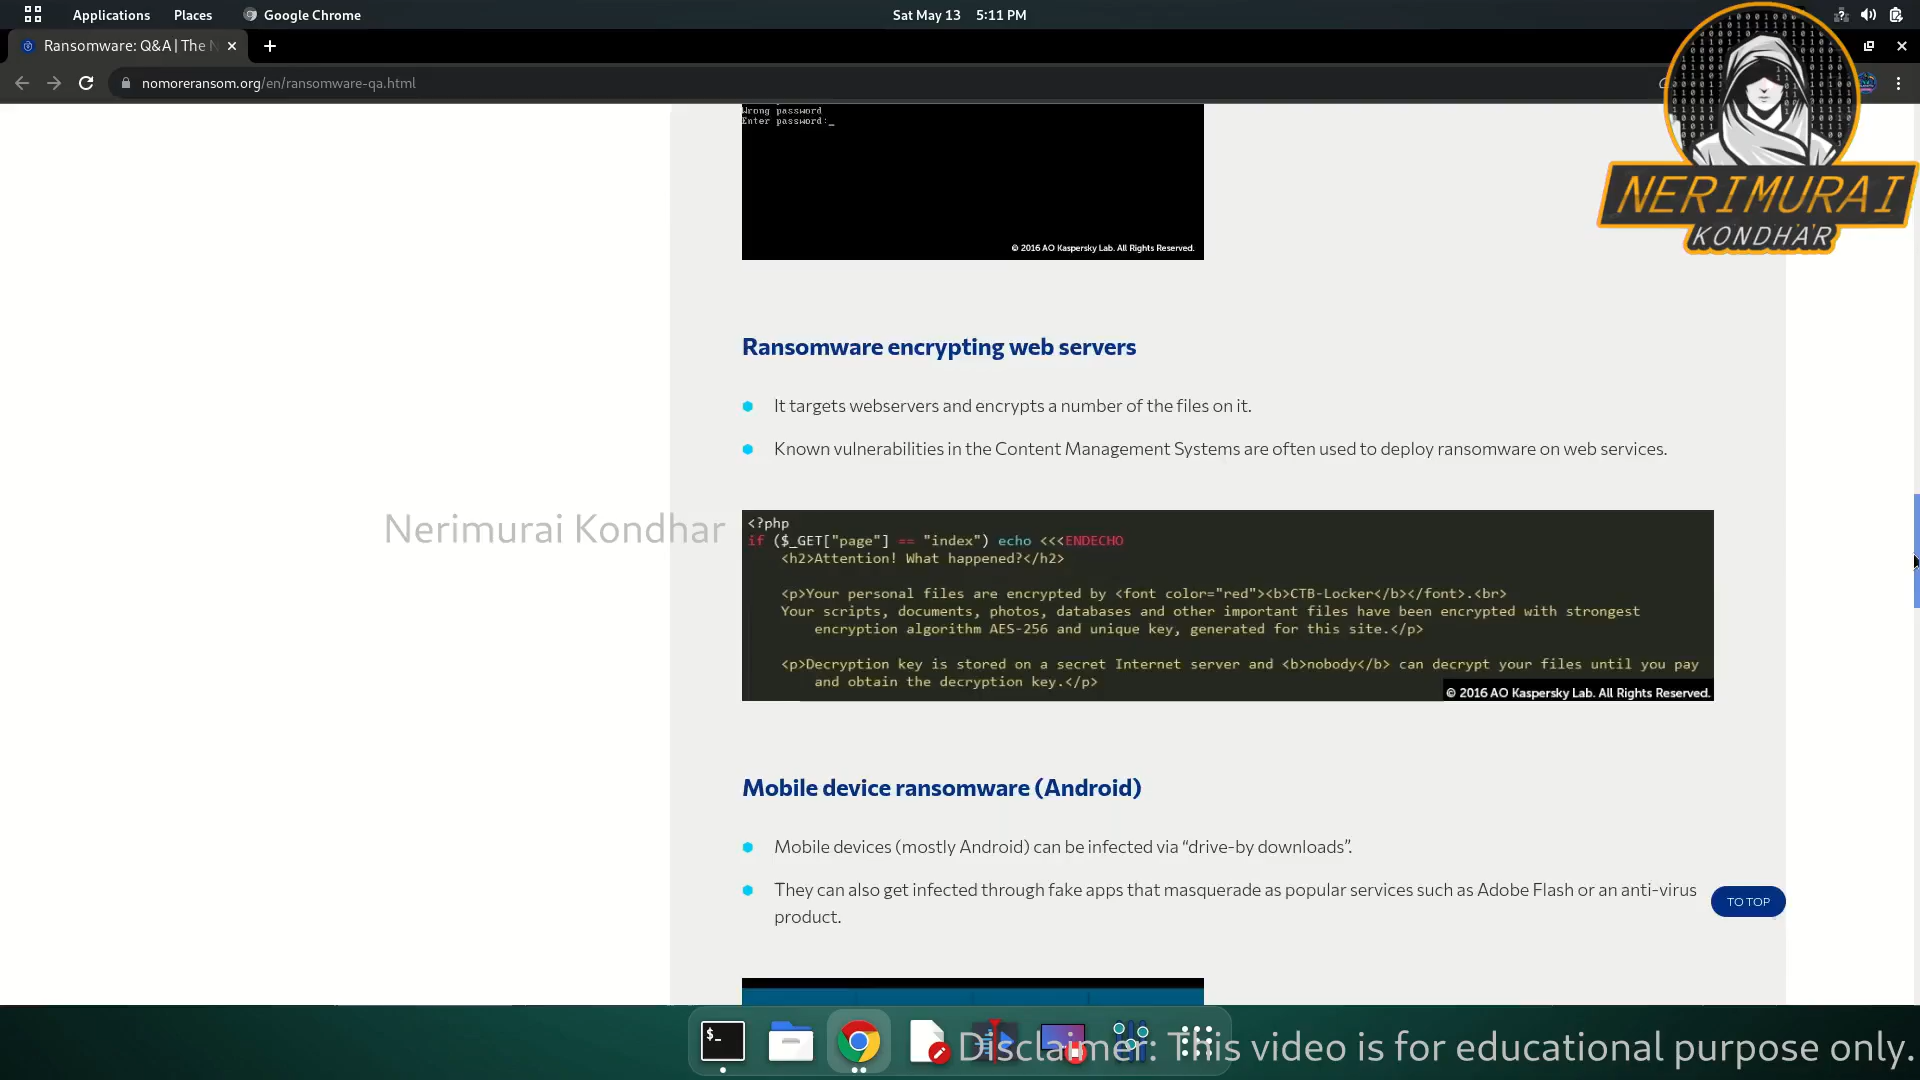 Applications Places Google Chrome Sat May 13 5:11 PM
Ransomware: Q&A | The N
nomoreransom.org/en/ransomware-qa.html
NERIMURAI
KONDHAR
Wrong password
Enter password:_
© 2016 AO Kaspersky Lab. All Rights Reserved.
Ransomware encrypting web servers
It targets webservers and encrypts a number of the files on it.
Known vulnerabilities in the Content Management Systems are often used to deploy ransomware on web services.
Nerimurai Kondhar
<?php
if ($_GET["page"] == "index") echo <<<ENDECHO
<h2>Attention! What happened?</h2>
<p>Your personal files are encrypted by <font color="red"><b>CTB-Locker</b></font>.<br>
Your scripts, documents, photos, databases and other important files have been encrypted with strongest
encryption algorithm AES-256 and unique key, generated for this site.</p>
<p>Decryption key is stored on a secret Internet server and <b>nobody</b> can decrypt your files until you pay
and obtain the decryption key.</p>
© 2016 AO Kaspersky Lab. All Rights Reserved.
Mobile device ransomware (Android)
Mobile devices (mostly Android) can be infected via “drive-by downloads”.
They can also get infected through fake apps that masquerade as popular services such as Adobe Flash or an anti-virus
product.
TO TOP
$_
Disclaimer: This video is for educational purpose only.